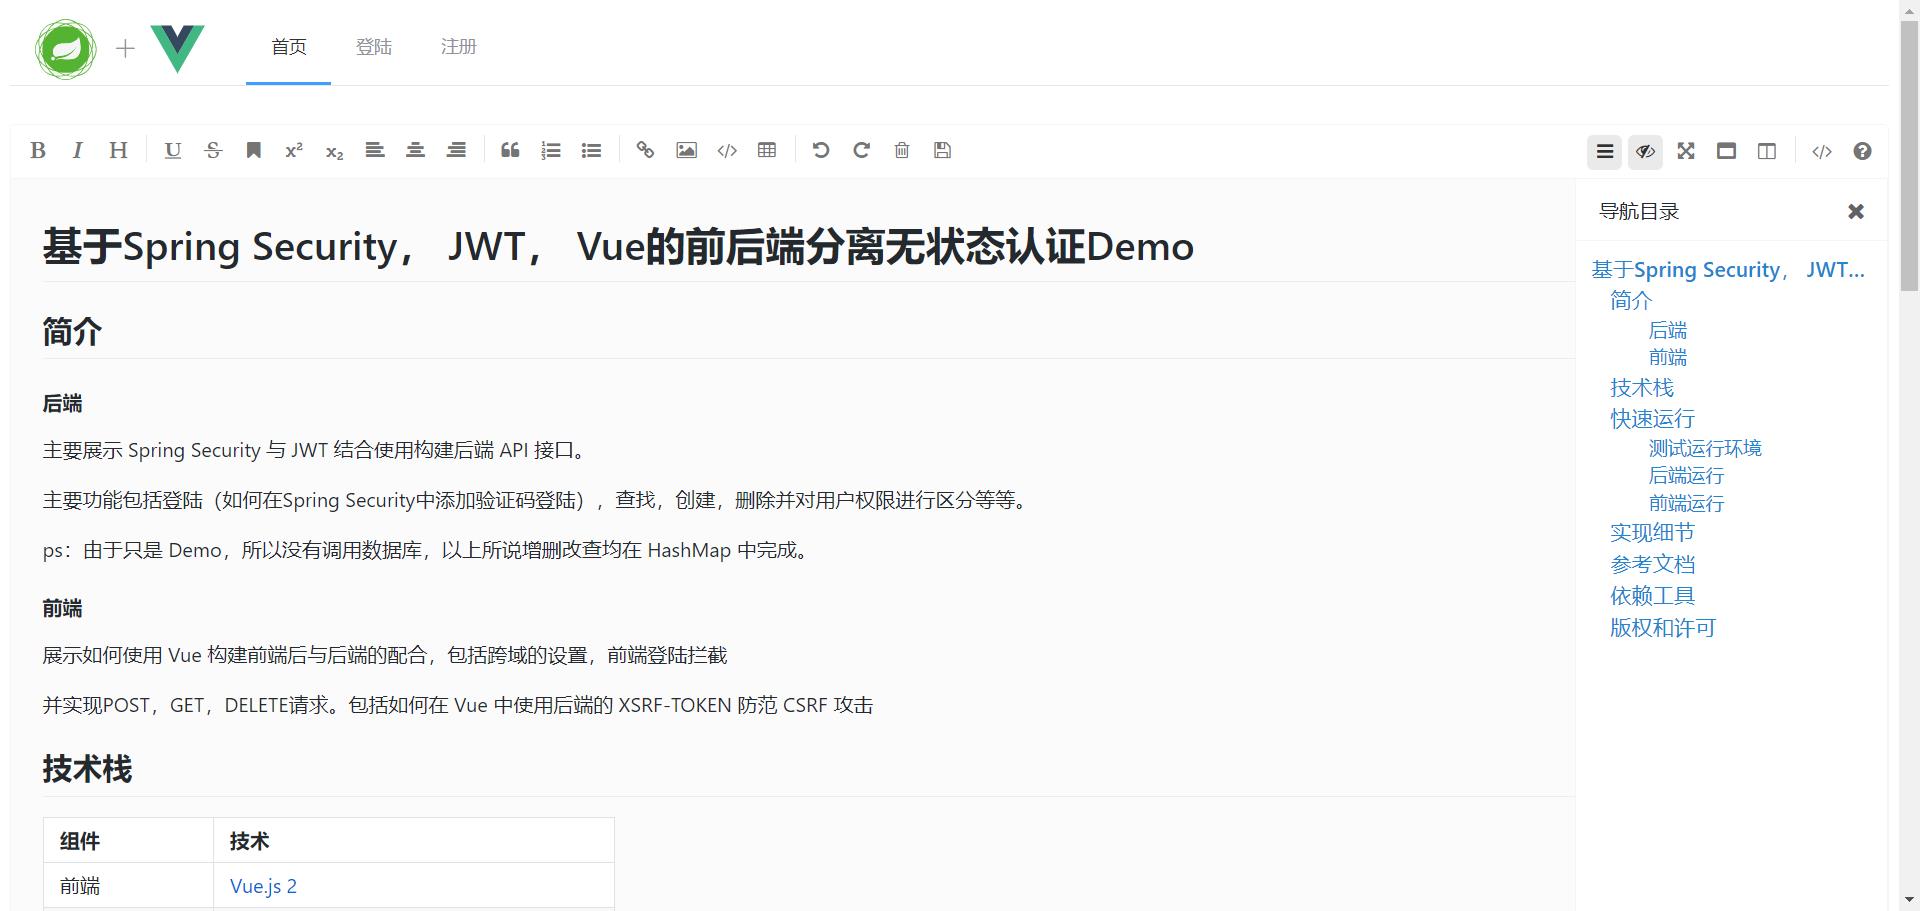 首页 登陆 注册
B I H U S x² x₂
基于Spring Security， JWT， Vue的前后端分离无状态认证Demo
简介
后端
主要展示 Spring Security 与 JWT 结合使用构建后端 API 接口。
主要功能包括登陆（如何在Spring Security中添加验证码登陆），查找，创建，删除并对用户权限进行区分等等。
ps：由于只是 Demo，所以没有调用数据库，以上所说增删改查均在 HashMap 中完成。
前端
展示如何使用 Vue 构建前端后与后端的配合，包括跨域的设置，前端登陆拦截
并实现POST，GET，DELETE请求。包括如何在 Vue 中使用后端的 XSRF-TOKEN 防范 CSRF 攻击
技术栈
组件 技术
前端 Vue.js 2
导航目录
基于Spring Security， JWT...
简介
后端
前端
技术栈
快速运行
测试运行环境
后端运行
前端运行
实现细节
参考文档
依赖工具
版权和许可